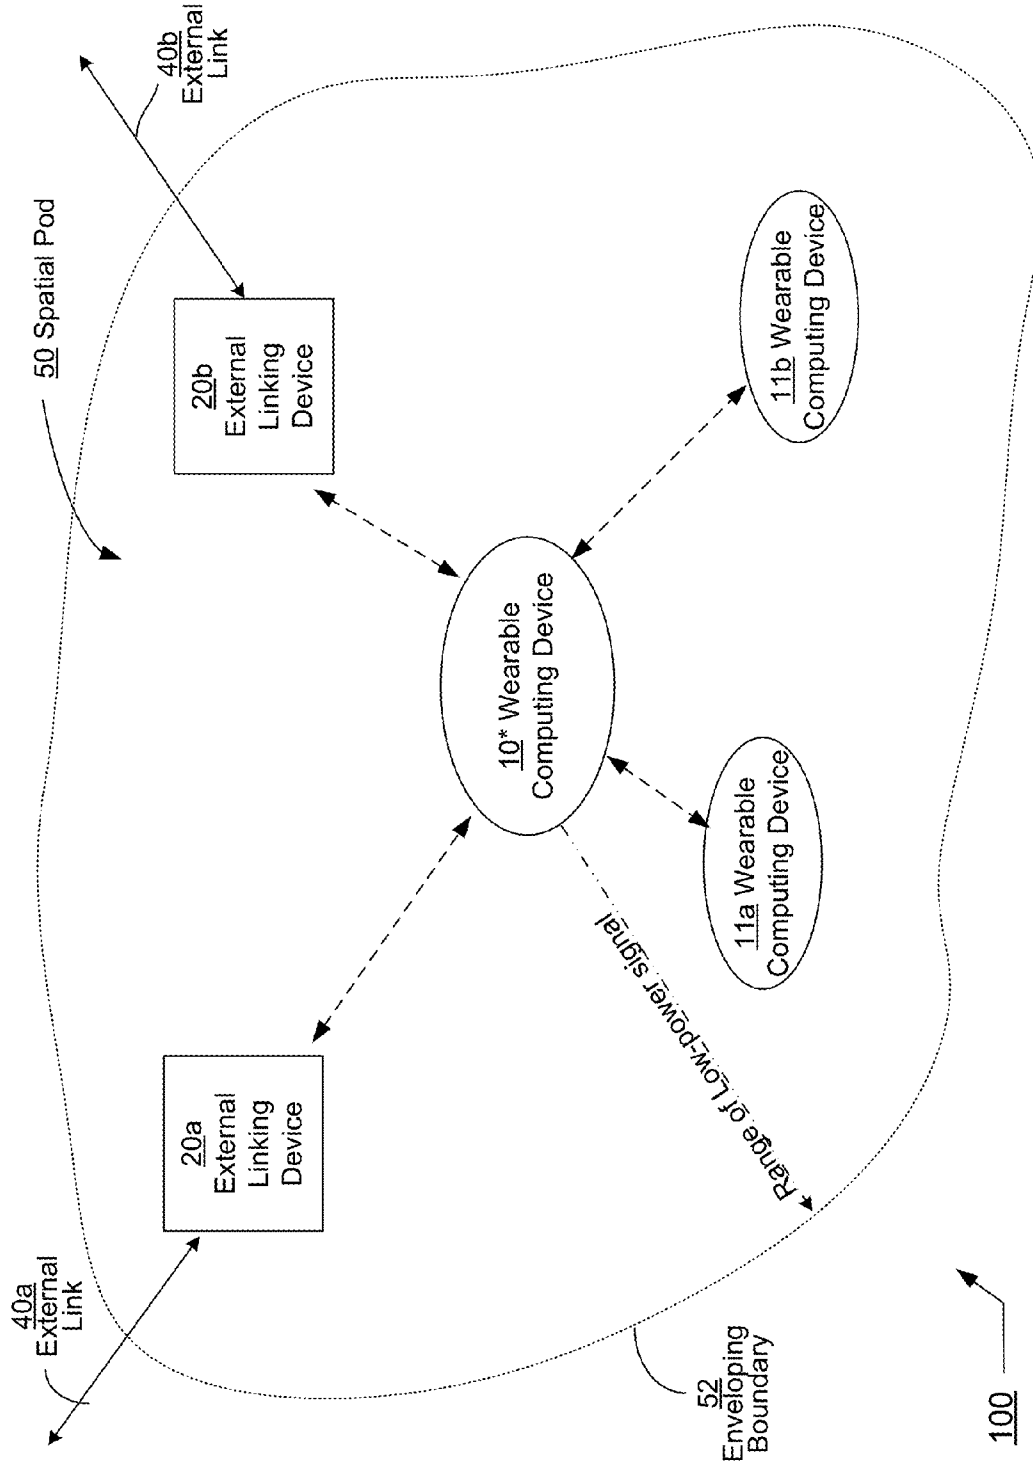 40a
External
Link
50 Spatial Pod
40b
External
Link
20a
External
Linking
Device
20b
External
Linking
Device
10* Wearable
Computing Device
Range of Low-power signal
11a Wearable
Computing Device
11b Wearable
Computing Device
52
Enveloping
Boundary
100